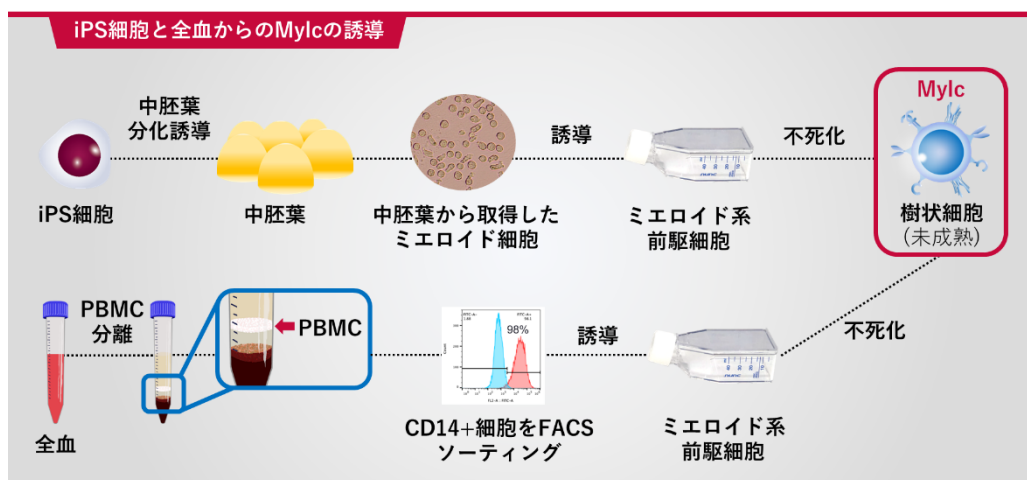 iPS細胞と全血からのMylcの誘導
中胚葉
分化誘導
誘導
不死化
Mylc
iPS細胞
中胚葉
中胚葉から取得した
ミエロイド細胞
ミエロイド系
前駆細胞
樹状細胞
(未成熟)
PBMC
分離
PBMC
98%
誘導
不死化
全血
CD14+細胞をFACS
ソーティング
ミエロイド系
前駆細胞